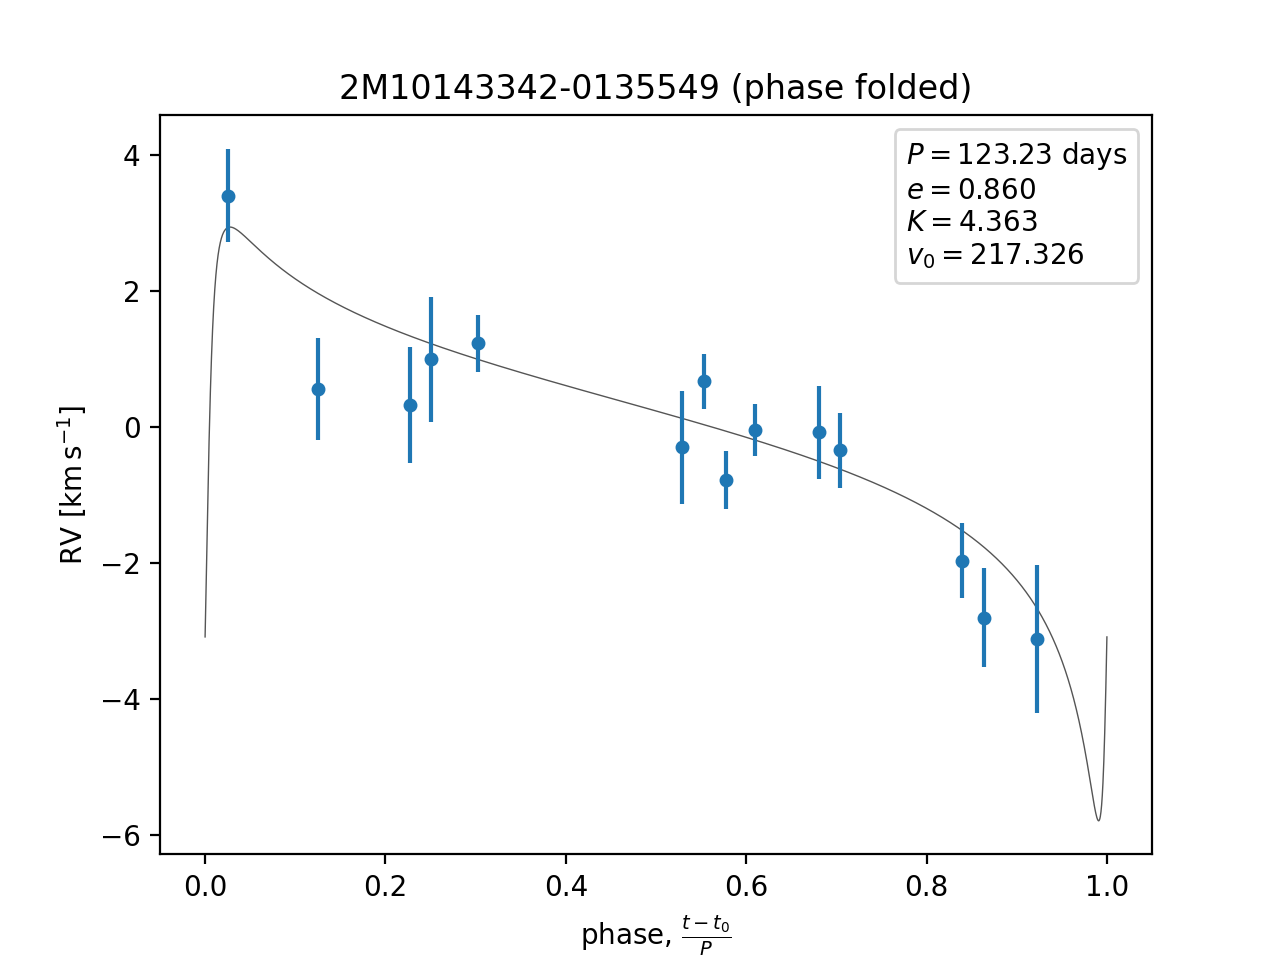 2M10143342-0135549 (phase folded)
P = 123.23 days
e = 0.860
K = 4.363
v₀ = 217.326
RV [km s⁻¹]
4
2
0
−2
−4
−6
0.0 0.2 0.4 0.6 0.8 1.0
phase, (t − t₀)/P